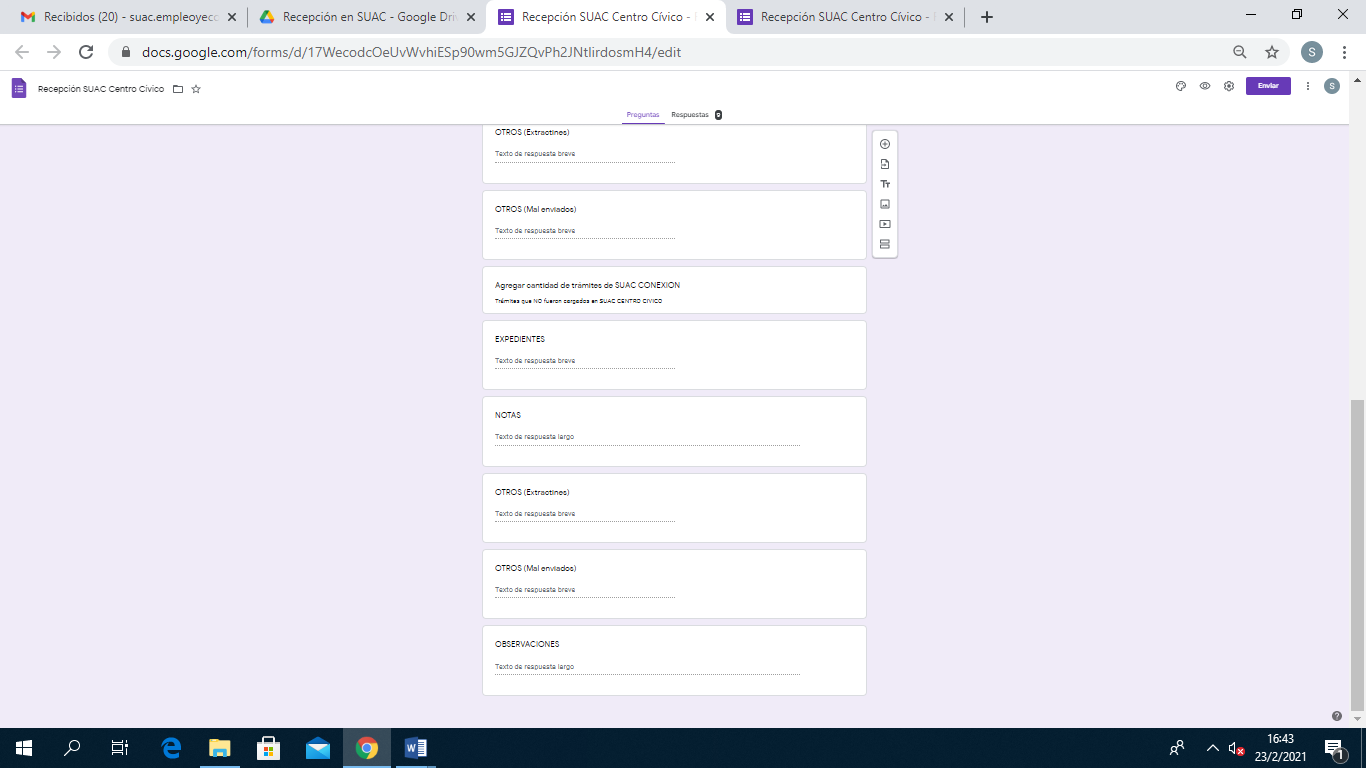 Recibidos (20) - suac.empleoyecc
Recepción en SUAC - Google Dri
Recepción SUAC Centro Cívico -
Recepción SUAC Centro Cívico -
docs.google.com/forms/d/17WecodcOeUvWvhiESp90wm5GJZQvPh2JNtlirdosmH4/edit
S
Recepción SUAC Centro Cívico
Enviar
S
Preguntas Respuestas 9
OTROS (Extractines)
Texto de respuesta breve
OTROS (Mal enviados)
Texto de respuesta breve
Agregar cantidad de trámites de SUAC CONEXION
Trámites que NO fueron cargados en SUAC CENTRO CIVICO
EXPEDIENTES
Texto de respuesta breve
NOTAS
Texto de respuesta largo
OTROS (Extractines)
Texto de respuesta breve
OTROS (Mal enviados)
Texto de respuesta breve
OBSERVACIONES
Texto de respuesta largo
16:43
23/2/2021
1